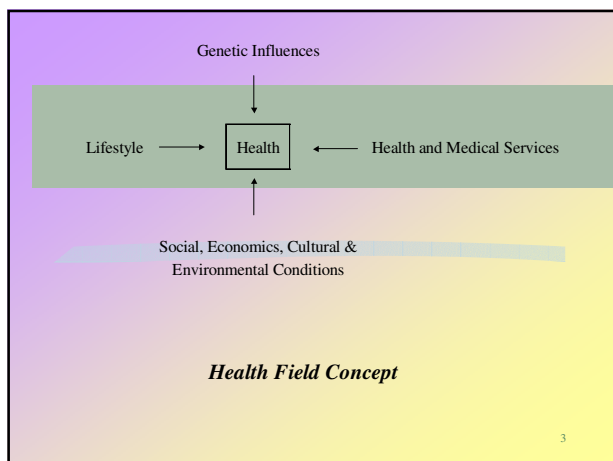 Genetic Influences
Lifestyle
Health
Health and Medical Services
Social, Economics, Cultural &
Environmental Conditions
Health Field Concept
3